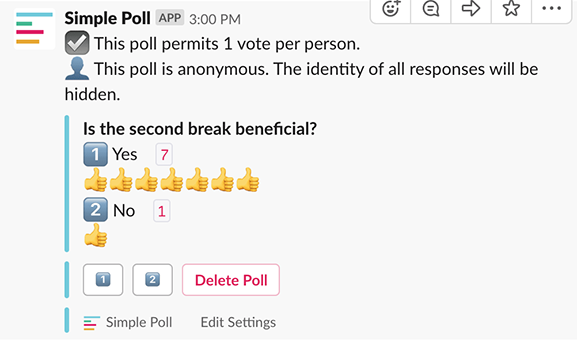 Simple Poll APP 3:00 PM
This poll permits 1 vote per person.
This poll is anonymous. The identity of all responses will be
hidden.
Is the second break beneficial?
1 Yes 7
2 No 1
1 2 Delete Poll
Simple Poll Edit Settings